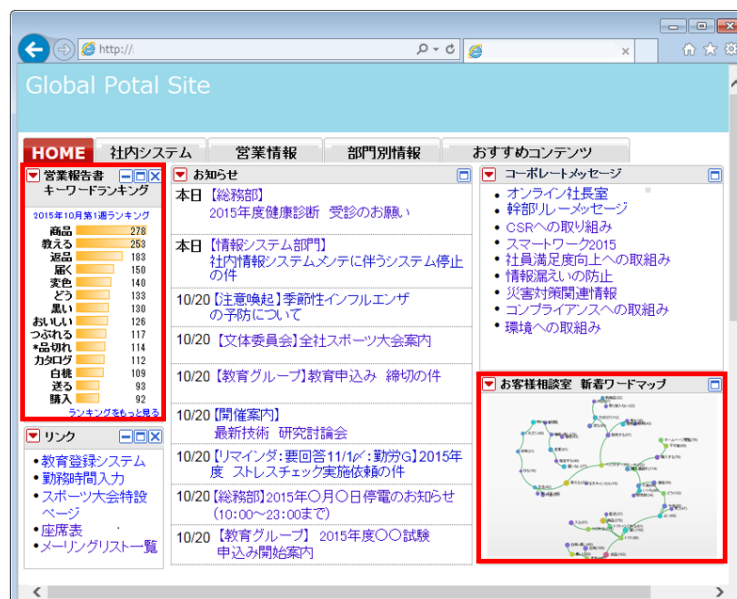 http://
Global Potal Site
HOME
社内システム
営業情報
部門別情報
おすすめコンテンツ
営業報告書
キーワードランキング
2015年10月第1週ランキング
商品 278
教える 253
返品 183
届く 150
変色 140
どう 133
黒い 130
おいしい 126
つぶれる 117
*品切れ 114
カタログ 112
白桃 109
送る 93
購入 92
ランキングをもっと見る
リンク
•教育登録システム
•勤務時間入力
•スポーツ大会特設
ページ
•座席表
•メーリングリスト一覧
お知らせ
本日【総務部】
2015年度健康診断 受診のお願い
本日【情報システム部門】
社内情報システムメンテに伴うシステム停止
の件
10/20【注意喚起】季節性インフルエンザ
の予防について
10/20【文体委員会】全社スポーツ大会案内
10/20【教育グループ】教育申込み 締切の件
10/20【開催案内】
最新技術 研究討論会
10/20【リマインダ:要回答11/1〆:勤労G】2015年
度 ストレスチェック実施依頼の件
10/20【総務部】2015年〇月〇日停電のお知らせ
(10:00～23:00まで)
10/20【教育グループ】 2015年度〇〇試験
申込み開始案内
コーポレートメッセージ
• オンライン社長室
• 幹部リレーメッセージ
• CSRへの取り組み
• スマートワーク2015
• 社員満足度向上への取組み
• 情報漏えいの防止
• 災害対策関連情報
• コンプライアンスへの取組み
• 環境への取組み
お客様相談室 新着ワードマップ